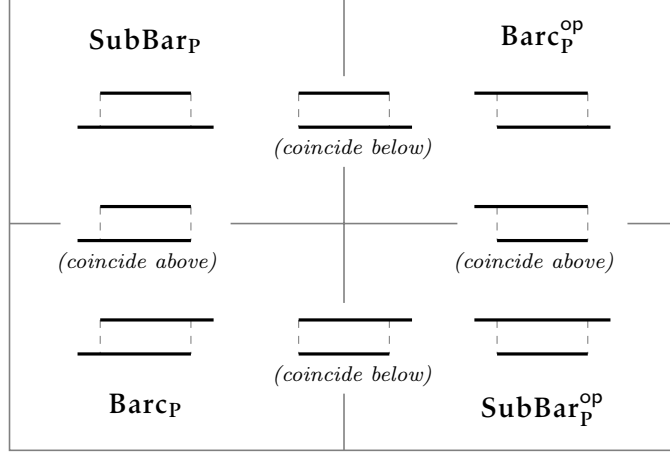 SubBar_P
Barc_P^op
(coincide below)
(coincide above)
(coincide above)
(coincide below)
Barc_P
SubBar_P^op